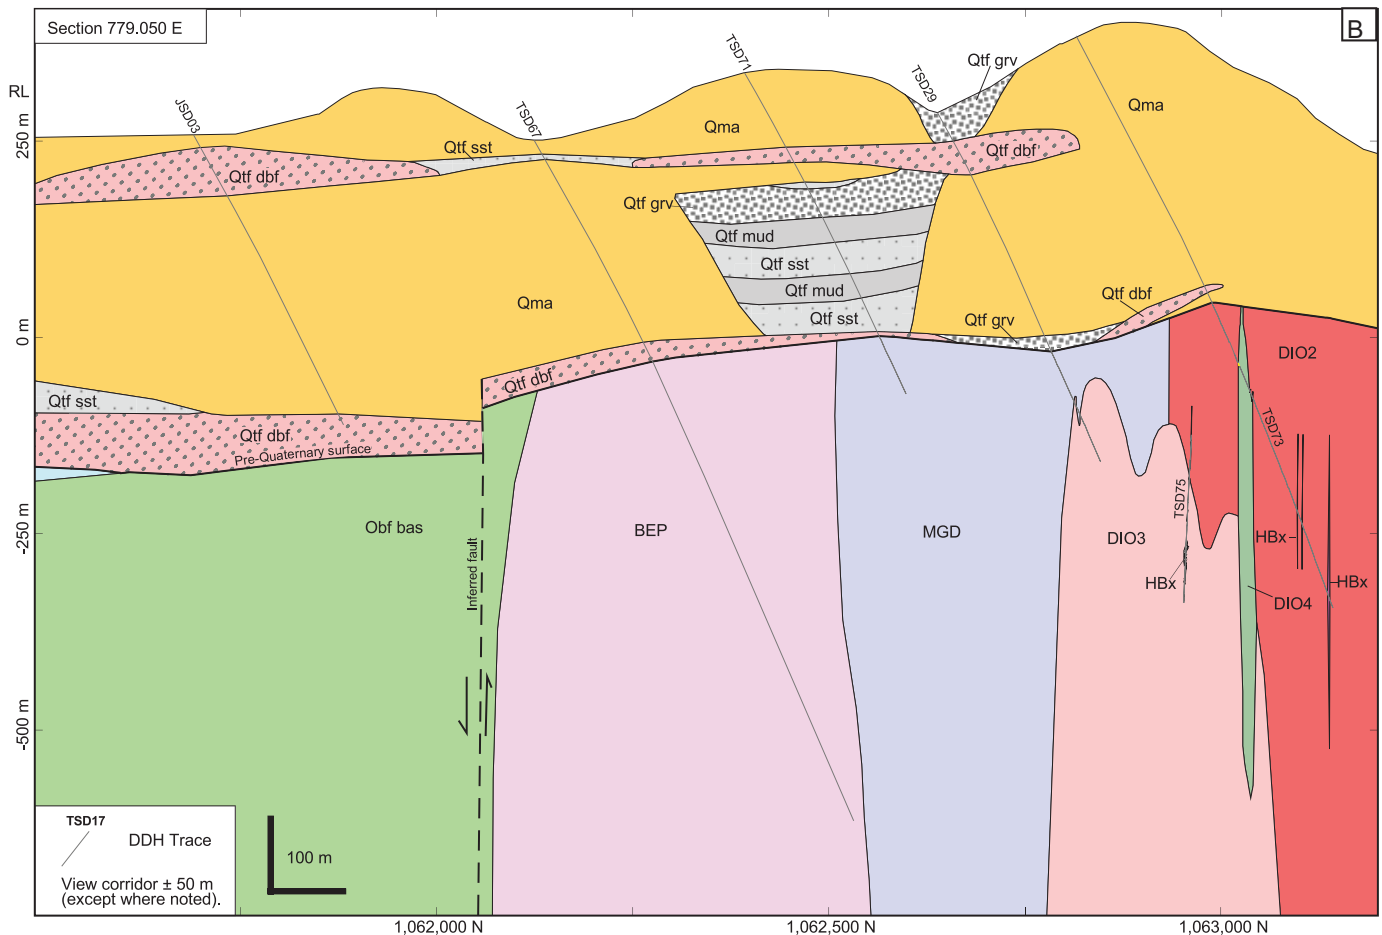 Section 779.050 E
B
RL
250 m
0 m
-250 m
-500 m
JSD03
TSD67
TSD71
TSD29
Qtf grv
Qma
Qma
Qtf sst
Qtf dbf
Qtf dbf
Qtf grv
Qtf mud
Qtf sst
Qtf mud
Qtf sst
Qma
Qtf dbf
Qtf grv
Qtf dbf
Qtf sst
Qtf dbf
Pre-Quaternary surface
DIO2
TSD73
TSD75
Obf bas
BEP
MGD
DIO3
HBx
HBx
HBx
DIO4
Inferred fault
TSD17
DDH Trace
View corridor ± 50 m
(except where noted).
100 m
1,062,000 N
1,062,500 N
1,063,000 N